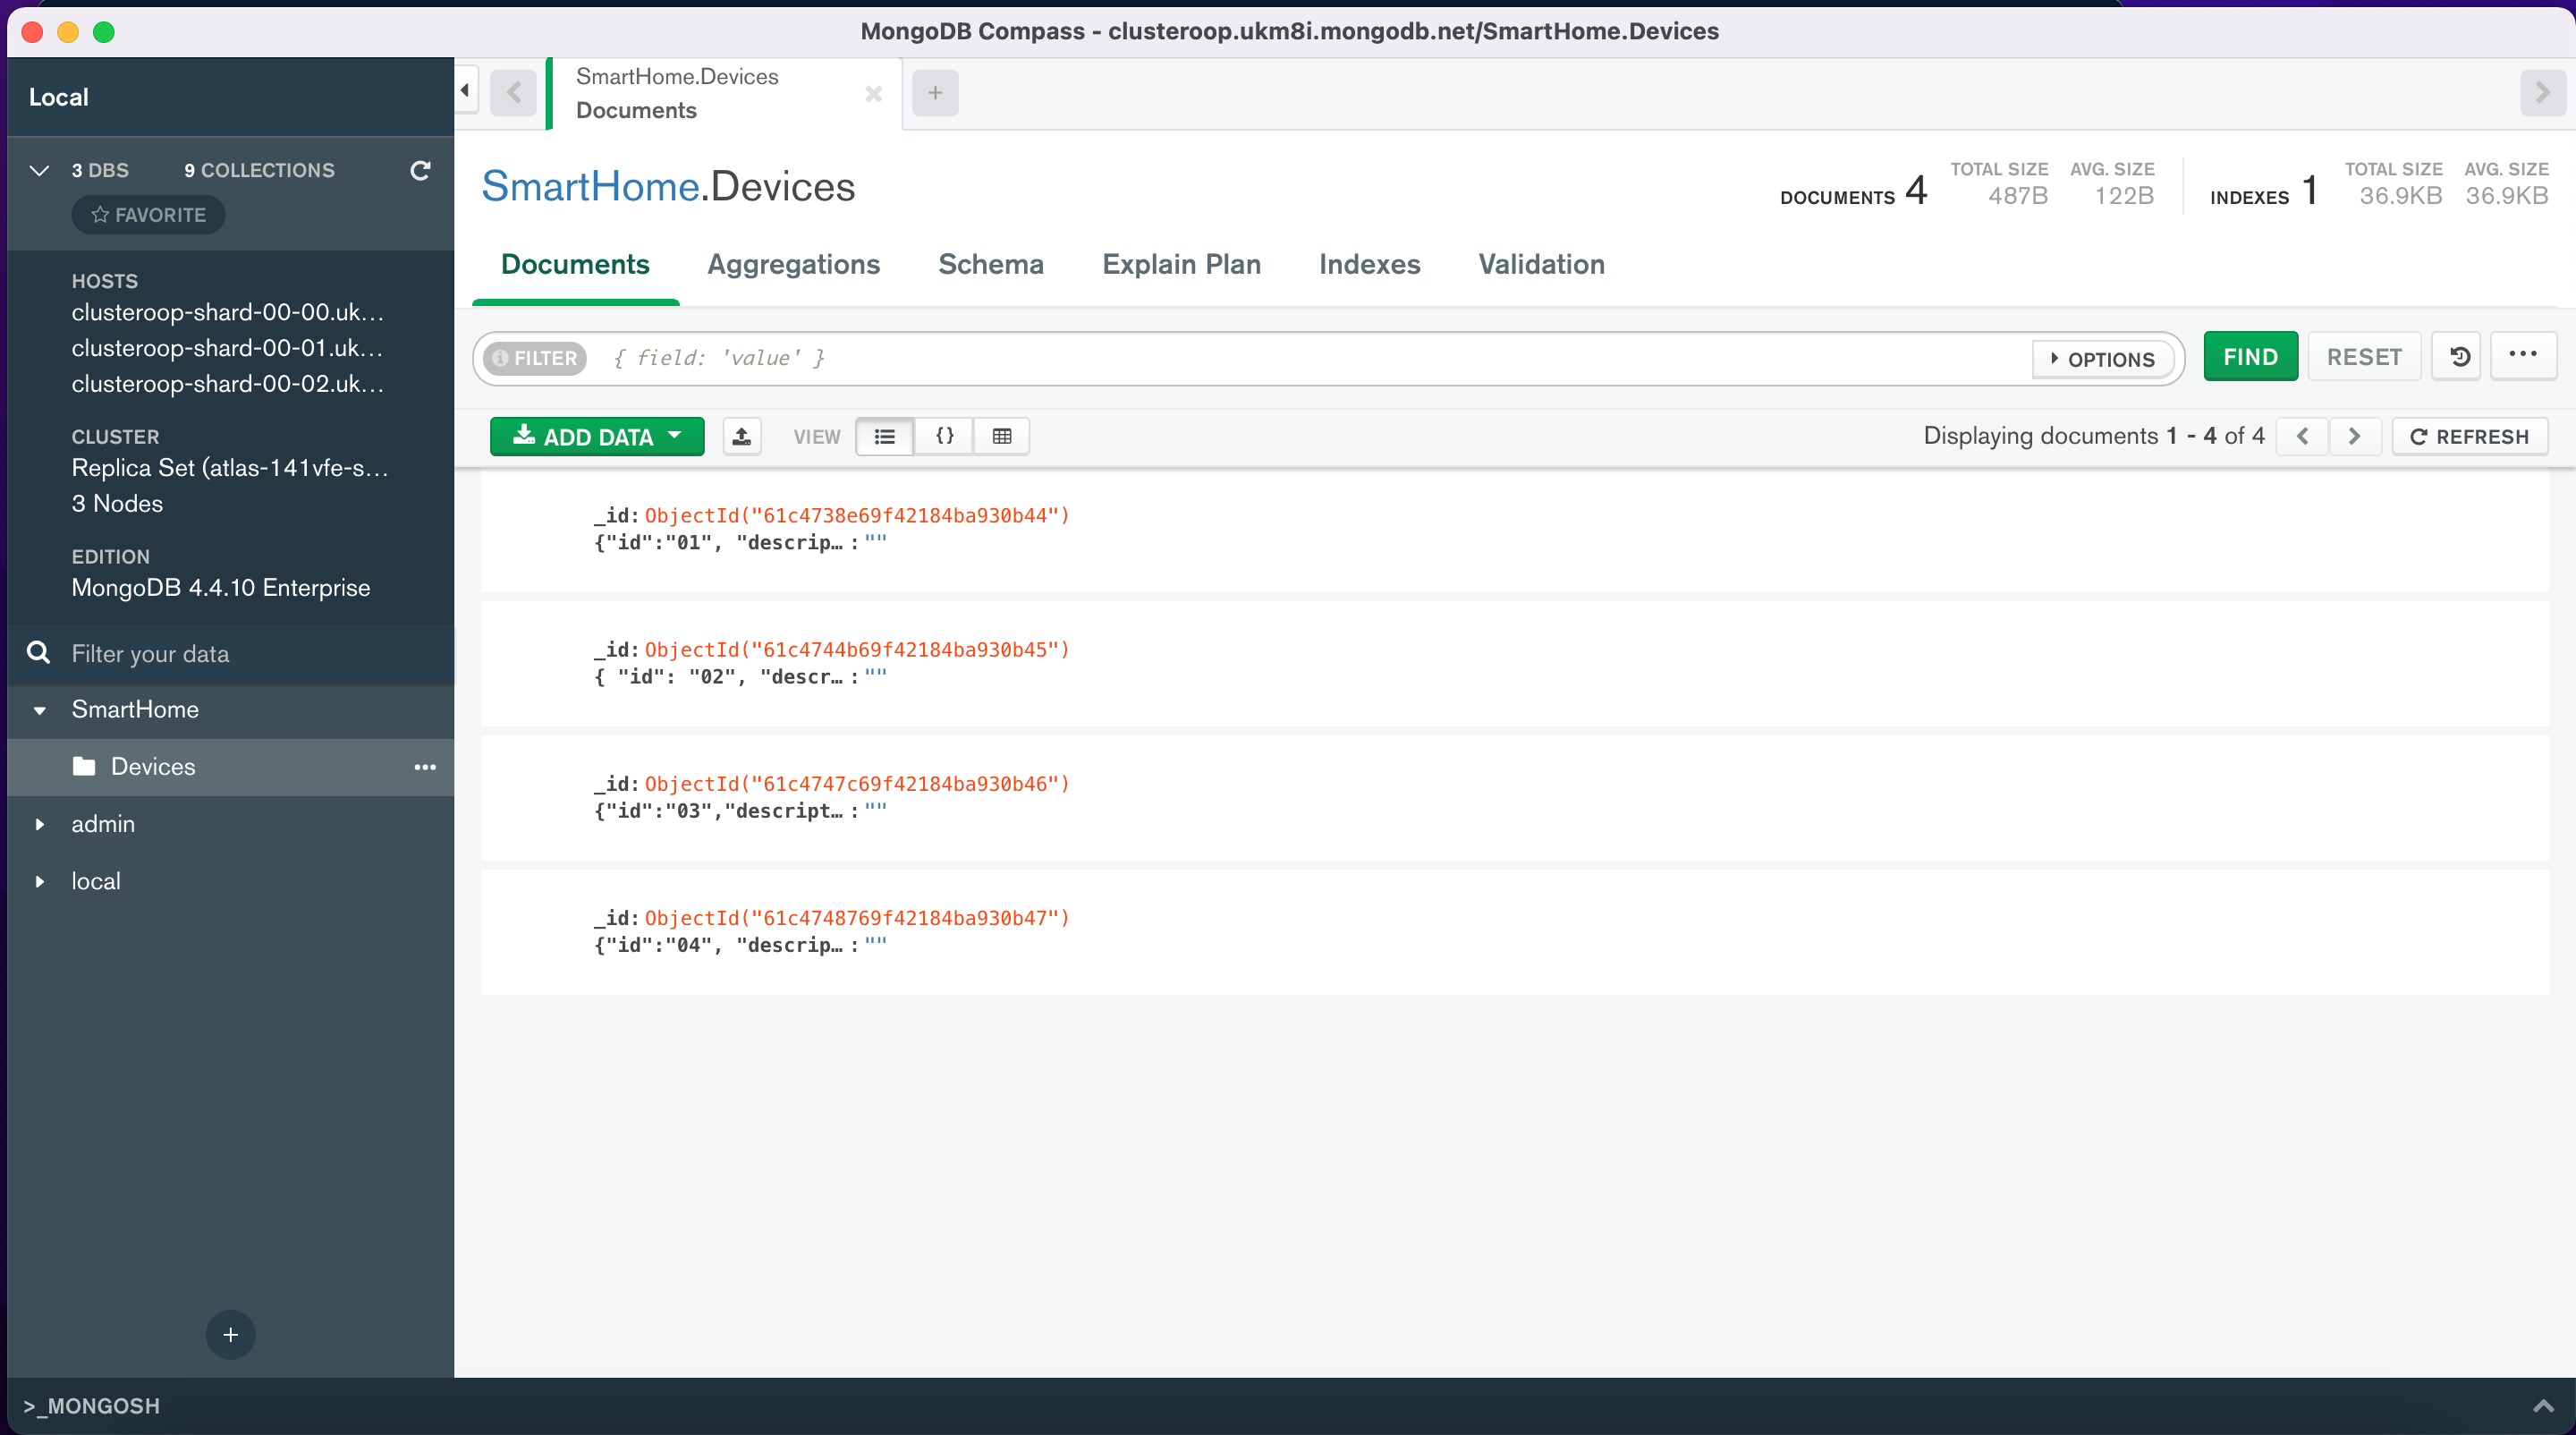 MongoDB Compass - clusteroop.ukm8i.mongodb.net/SmartHome.Devices
Local
3 DBS 9 COLLECTIONS
FAVORITE
HOSTS
clusteroop-shard-00-00.uk...
clusteroop-shard-00-01.uk...
clusteroop-shard-00-02.uk...
CLUSTER
Replica Set (atlas-141vfe-s...
3 Nodes
EDITION
MongoDB 4.4.10 Enterprise
Filter your data
SmartHome
Devices
admin
local
SmartHome.Devices
Documents
SmartHome.Devices
DOCUMENTS 4
TOTAL SIZE
487B
AVG. SIZE
122B
INDEXES 1
TOTAL SIZE
36.9KB
AVG. SIZE
36.9KB
Documents Aggregations Schema Explain Plan Indexes Validation
FILTER { field: 'value' } OPTIONS FIND RESET
ADD DATA VIEW {} Displaying documents 1 - 4 of 4 REFRESH
_id: ObjectId("61c4738e69f42184ba930b44")
{"id":"01", "descrip… : ""
_id: ObjectId("61c4744b69f42184ba930b45")
{ "id": "02", "descr… : ""
_id: ObjectId("61c4747c69f42184ba930b46")
{"id":"03","descript… : ""
_id: ObjectId("61c4748769f42184ba930b47")
{"id":"04", "descrip… : ""
>_MONGOSH